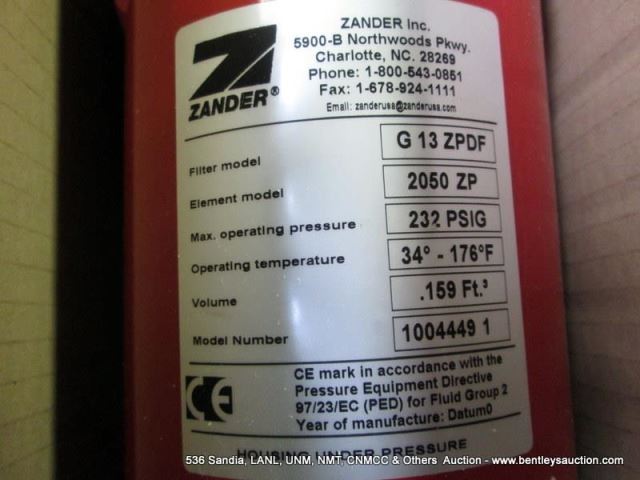 ZANDER Inc.
5900-B Northwoods Pkwy.
Charlotte, NC. 28269
Phone: 1-800-543-0851
Fax: 1-678-924-1111
Email: zanderusa@zanderusa.com
ZANDER®
Filter model G 13 ZPDF
Element model 2050 ZP
Max. operating pressure 232 PSIG
Operating temperature 34° - 176°F
Volume .159 Ft.³
Model Number 1004449 1
CE
CE mark in accordance with the
Pressure Equipment Directive
97/23/EC (PED) for Fluid Group 2
Year of manufacture: Datum0
HOUSING UNDER PRESSURE
536 Sandia, LANL, UNM, NMT, CNMCC & Others Auction - www.bentleysauction.com